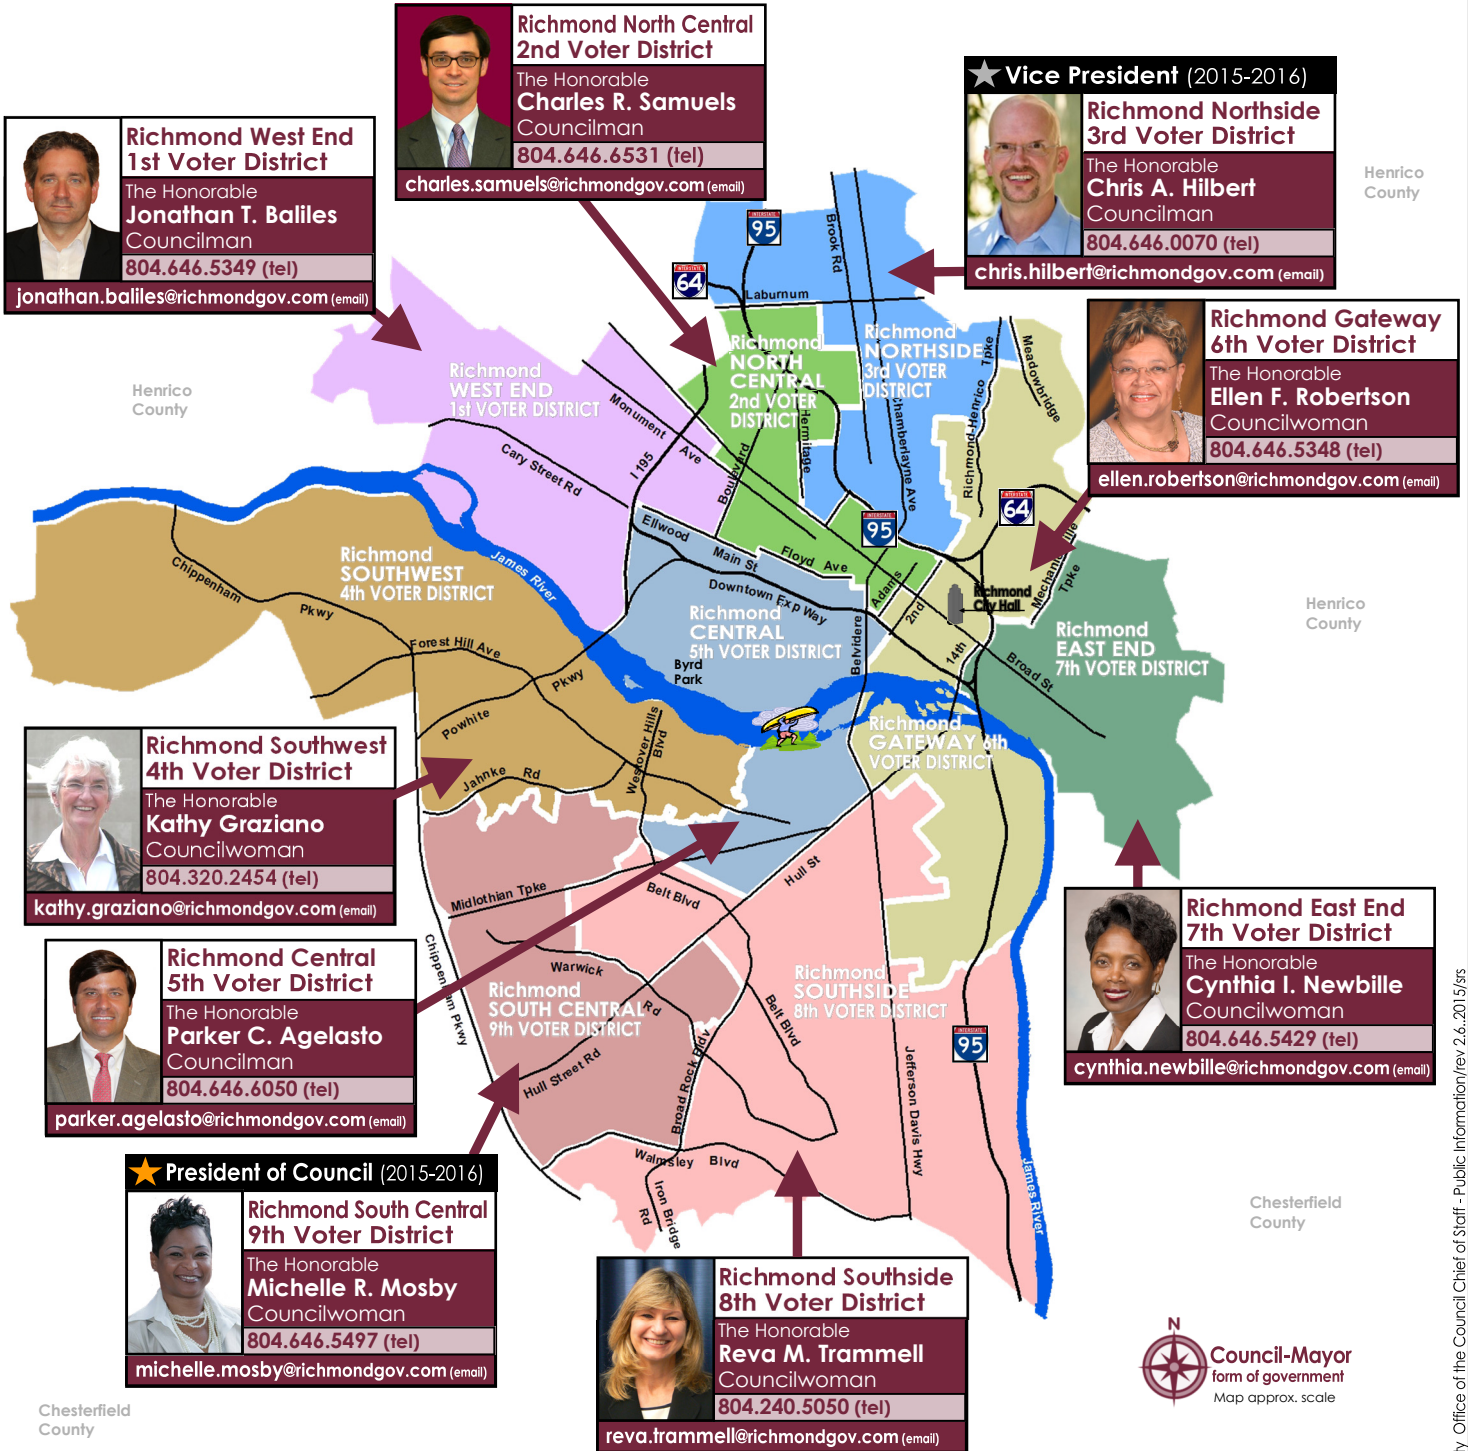 Richmond North Central
2nd Voter District
The Honorable
Charles R. Samuels
Councilman
804.646.6531 (tel)
charles.samuels@richmondgov.com (email)
Vice President (2015-2016)
Richmond Northside
3rd Voter District
The Honorable
Chris A. Hilbert
Councilman
804.646.0070 (tel)
chris.hilbert@richmondgov.com (email)
Richmond West End
1st Voter District
The Honorable
Jonathan T. Baliles
Councilman
804.646.5349 (tel)
jonathan.baliles@richmondgov.com (email)
Henrico
County
Richmond Gateway
6th Voter District
The Honorable
Ellen F. Robertson
Councilwoman
804.646.5348 (tel)
ellen.robertson@richmondgov.com (email)
Henrico
County
INTERSTATE
95
INTERSTATE
64
Brook Rd
Laburnum
Richmond
NORTH
CENTRAL
2nd VOTER
DISTRICT
Richmond
NORTHSIDE
3rd VOTER
DISTRICT
Richmond
WEST END
1st VOTER DISTRICT
Monument Ave
Cary Street Rd
I 195
Boulevard
Hermitage
Chamberlayne Ave
Richmond-Henrico Tpke
Meadowbridge
INTERSTATE
64
INTERSTATE
95
Ellwood
Main St
Floyd Ave
Downtown Exp Way
Adams
2nd
14th
Belvidere
Broad St
Mechanicsville Tpke
Richmond
City Hall
Richmond
SOUTHWEST
4th VOTER DISTRICT
James River
Chippenham Pkwy
Forest Hill Ave
Powhite Pkwy
Jahnke Rd
Westover Hills Blvd
Richmond
CENTRAL
5th VOTER DISTRICT
Byrd
Park
Richmond
EAST END
7th VOTER DISTRICT
Henrico
County
Richmond
GATEWAY 6th
VOTER DISTRICT
Richmond Southwest
4th Voter District
The Honorable
Kathy Graziano
Councilwoman
804.320.2454 (tel)
kathy.graziano@richmondgov.com (email)
Richmond Central
5th Voter District
The Honorable
Parker C. Agelasto
Councilman
804.646.6050 (tel)
parker.agelasto@richmondgov.com (email)
Midlothian Tpke
Belt Blvd
Hull St
Chippenham Pkwy
Warwick Rd
Richmond
SOUTH CENTRAL
9th VOTER DISTRICT
Hull Street Rd
Broad Rock Bldv
Belt Blvd
Richmond
SOUTHSIDE
8th VOTER DISTRICT
Jefferson Davis Hwy
INTERSTATE
95
Walmsley Blvd
Iron Bridge Rd
James River
Richmond East End
7th Voter District
The Honorable
Cynthia I. Newbille
Councilwoman
804.646.5429 (tel)
cynthia.newbille@richmondgov.com (email)
President of Council (2015-2016)
Richmond South Central
9th Voter District
The Honorable
Michelle R. Mosby
Councilwoman
804.646.5497 (tel)
michelle.mosby@richmondgov.com (email)
Richmond Southside
8th Voter District
The Honorable
Reva M. Trammell
Councilwoman
804.240.5050 (tel)
reva.trammell@richmondgov.com (email)
Chesterfield
County
Chesterfield
County
N
Council-Mayor
form of government
Map approx. scale
Office of the Council Chief of Staff - Public Information/rev 2.6..2015/srs